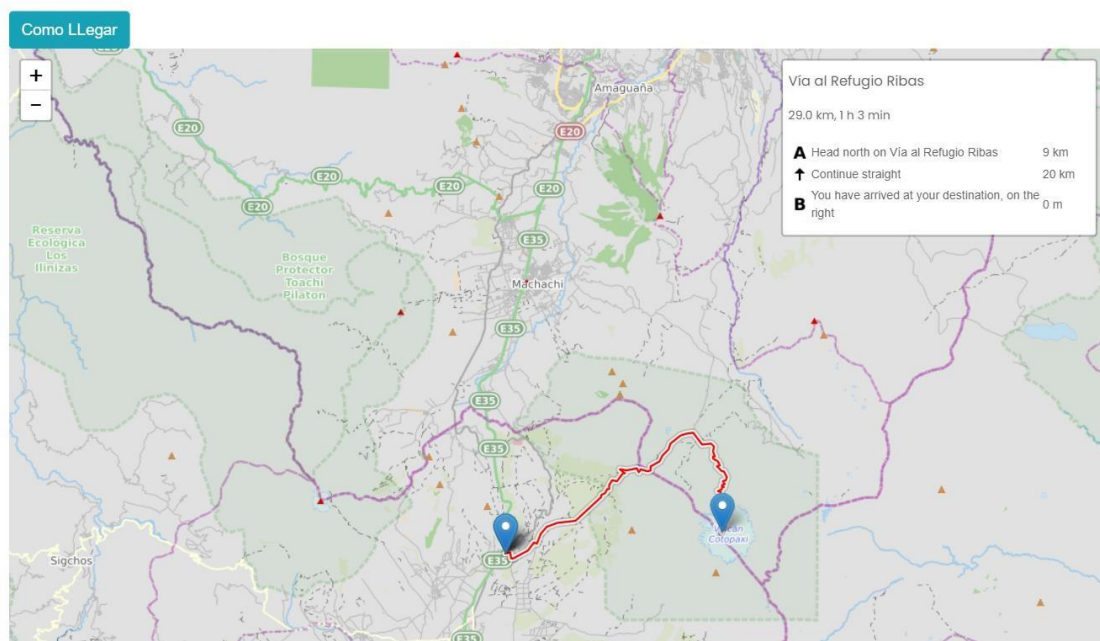 Como LLegar
+
−
Vía al Refugio Ribas
29.0 km, 1 h 3 min
A Head north on Vía al Refugio Ribas 9 km
Continue straight 20 km
B You have arrived at your destination, on the right 0 m
Amaguaña
E20
E20
E20
E20
E20
E35
Reserva
Ecologica
Los
Ilinizas
Bosque
Protector
Toachi
Pilaton
Machachi
E35
E35
E35
Cotopaxi
E35
Sigchos
E35